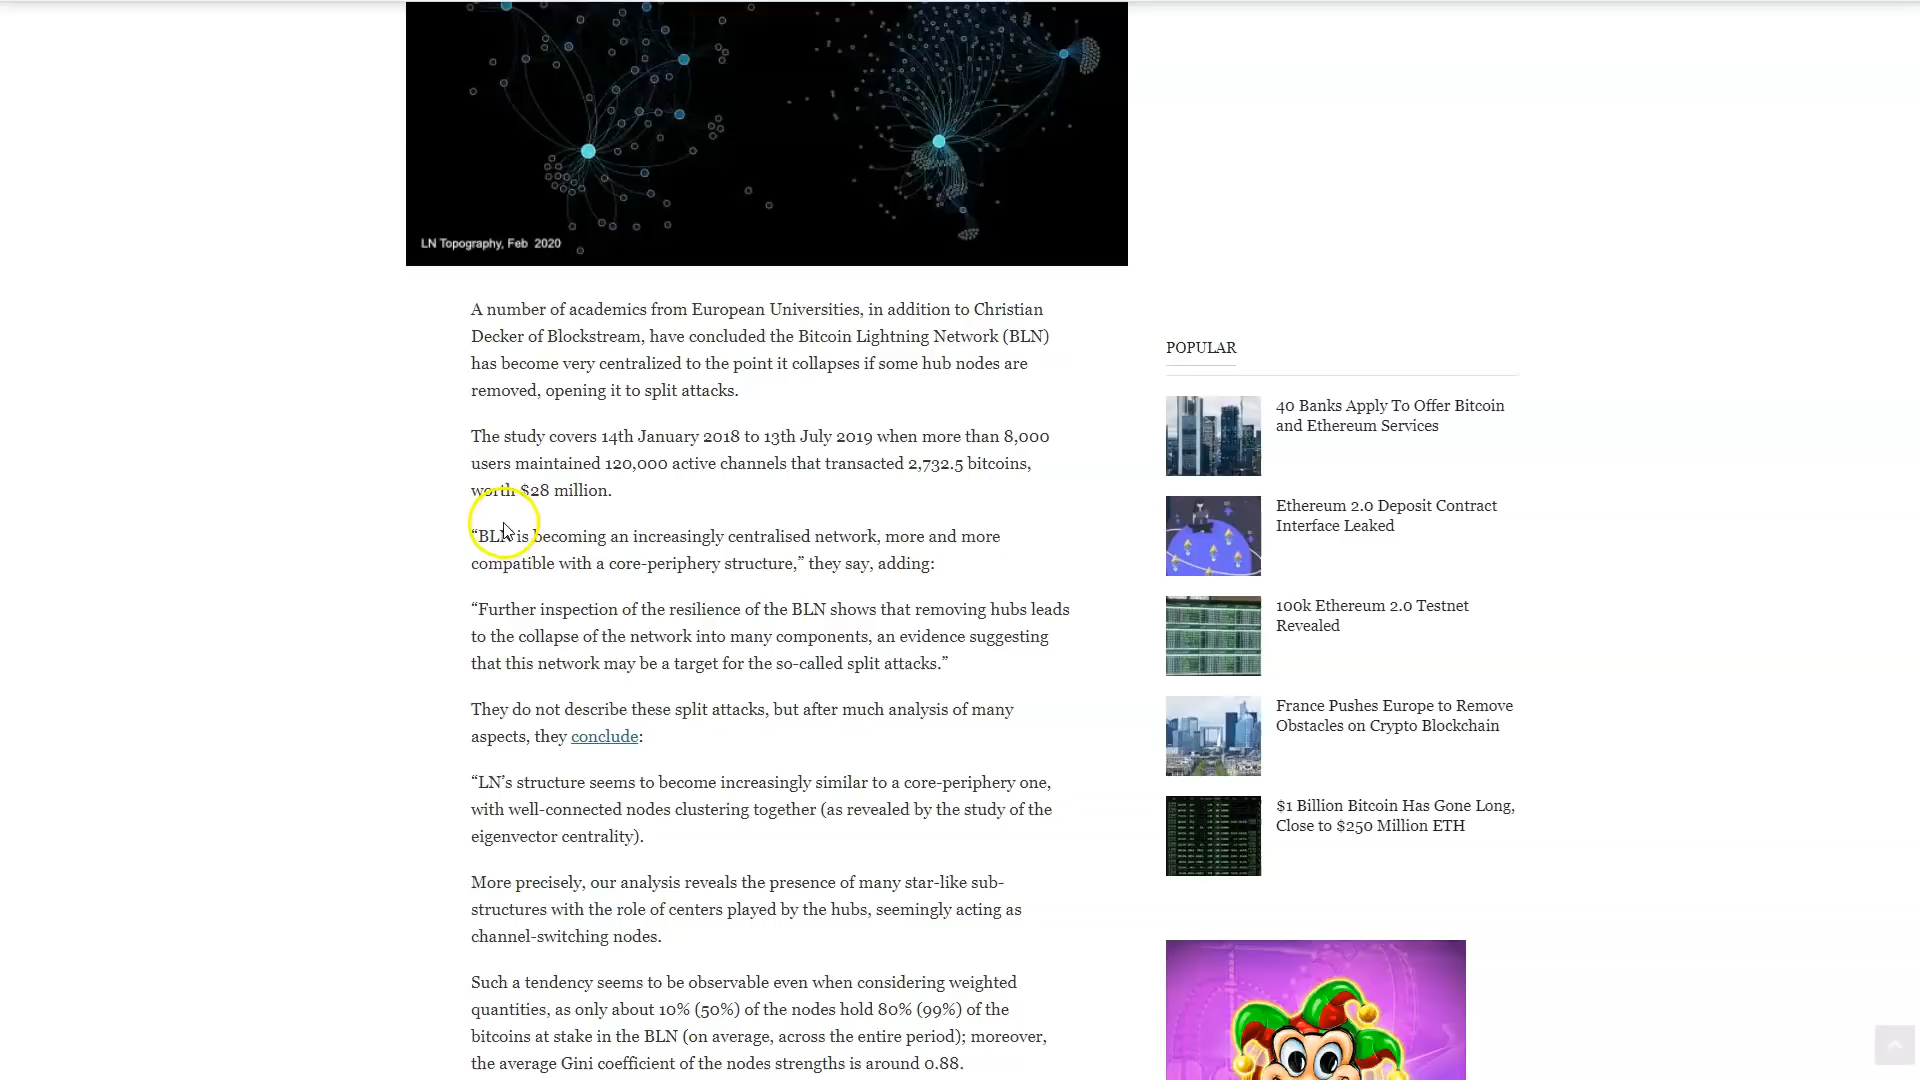 LN Topography, Feb 2020
A number of academics from European Universities, in addition to Christian
Decker of Blockstream, have concluded the Bitcoin Lightning Network (BLN)
has become very centralized to the point it collapses if some hub nodes are
removed, opening it to split attacks.
The study covers 14th January 2018 to 13th July 2019 when more than 8,000
users maintained 120,000 active channels that transacted 2,732.5 bitcoins,
worth $28 million.
“BLN is becoming an increasingly centralised network, more and more
compatible with a core-periphery structure,” they say, adding:
“Further inspection of the resilience of the BLN shows that removing hubs leads
to the collapse of the network into many components, an evidence suggesting
that this network may be a target for the so-called split attacks.”
They do not describe these split attacks, but after much analysis of many
aspects, they conclude:
“LN’s structure seems to become increasingly similar to a core-periphery one,
with well-connected nodes clustering together (as revealed by the study of the
eigenvector centrality).
More precisely, our analysis reveals the presence of many star-like sub-
structures with the role of centers played by the hubs, seemingly acting as
channel-switching nodes.
Such a tendency seems to be observable even when considering weighted
quantities, as only about 10% (50%) of the nodes hold 80% (99%) of the
bitcoins at stake in the BLN (on average, across the entire period); moreover,
the average Gini coefficient of the nodes strengths is around 0.88.
POPULAR
40 Banks Apply To Offer Bitcoin
and Ethereum Services
Ethereum 2.0 Deposit Contract
Interface Leaked
100k Ethereum 2.0 Testnet
Revealed
France Pushes Europe to Remove
Obstacles on Crypto Blockchain
$1 Billion Bitcoin Has Gone Long,
Close to $250 Million ETH